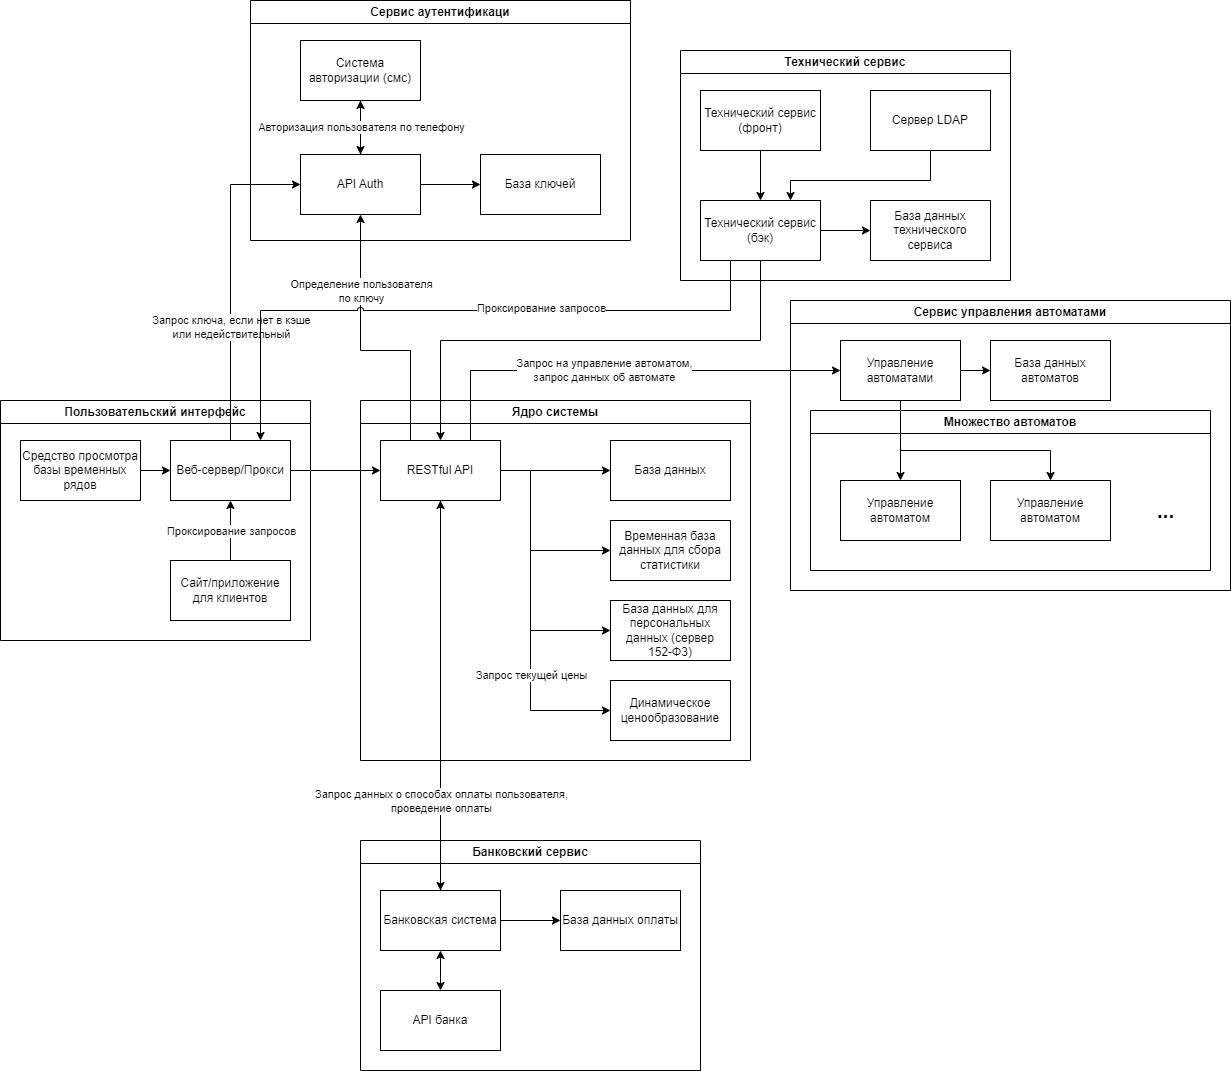 Сервис аутентификаци
Система
авторизации (смс)
Авторизация пользователя по телефону
API Auth
База ключей
Технический сервис
Технический сервис
(фронт)
Сервер LDAP
Технический сервис
(бэк)
База данных
технического
сервиса
Определение пользователя
по ключу
Проксирование запросов
Запрос ключа, если нет в кэше
или недействительный
Сервис управления автоматами
Управление
автоматами
База данных
автоматов
Запрос на управление автоматом,
запрос данных об автомате
Множество автоматов
Управление
автоматом
Управление
автоматом
...
Пользовательский интерфейс
Средство просмотра
базы временных
рядов
Веб-сервер/Прокси
Проксирование запросов
Сайт/приложение
для клиентов
Ядро системы
RESTful API
База данных
Временная база
данных для сбора
статистики
База данных для
персональных
данных (сервер
152-ФЗ)
Запрос текущей цены
Динамическое
ценообразование
Запрос данных о способах оплаты пользователя,
проведение оплаты
Банковский сервис
Банковская система
База данных оплаты
API банка